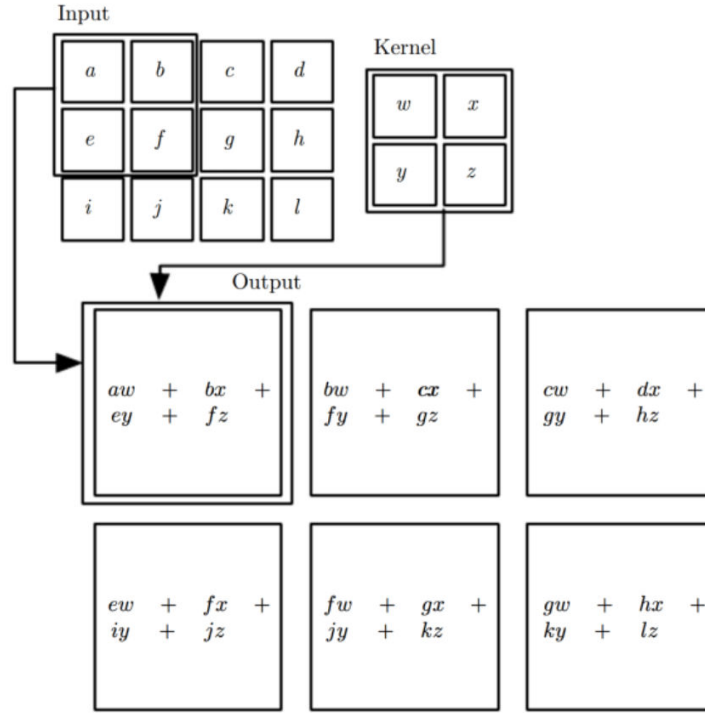 Input
Kernel
a b c d
w x
e f g h
y z
i j k l
Output
aw + bx +
ey + fz
bw + cx +
fy + gz
cw + dx +
gy + hz
ew + fx +
iy + jz
fw + gx +
jy + kz
gw + hx +
ky + lz